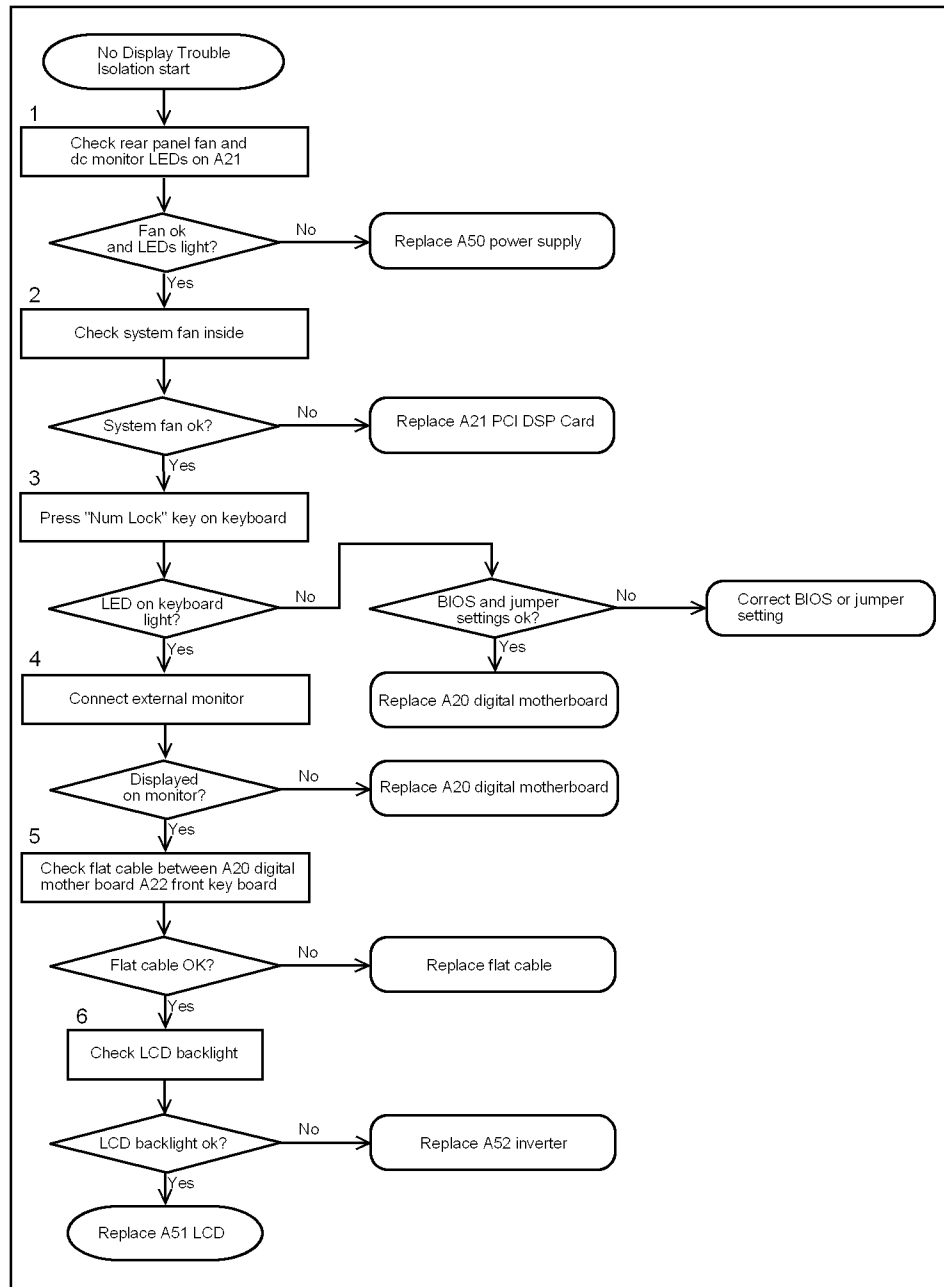 No Display Trouble
Isolation start
1
Check rear panel fan and
dc monitor LEDs on A21
Fan ok
and LEDs light?
No
Replace A50 power supply
Yes
2
Check system fan inside
System fan ok?
No
Replace A21 PCI DSP Card
Yes
3
Press "Num Lock" key on keyboard
LED on keyboard
light?
No
BIOS and jumper
settings ok?
No
Correct BIOS or jumper
setting
Yes
Replace A20 digital motherboard
Yes
4
Connect external monitor
Displayed
on monitor?
No
Replace A20 digital motherboard
Yes
5
Check flat cable between A20 digital
mother board A22 front key board
Flat cable OK?
No
Replace flat cable
Yes
6
Check LCD backlight
LCD backlight ok?
No
Replace A52 inverter
Yes
Replace A51 LCD